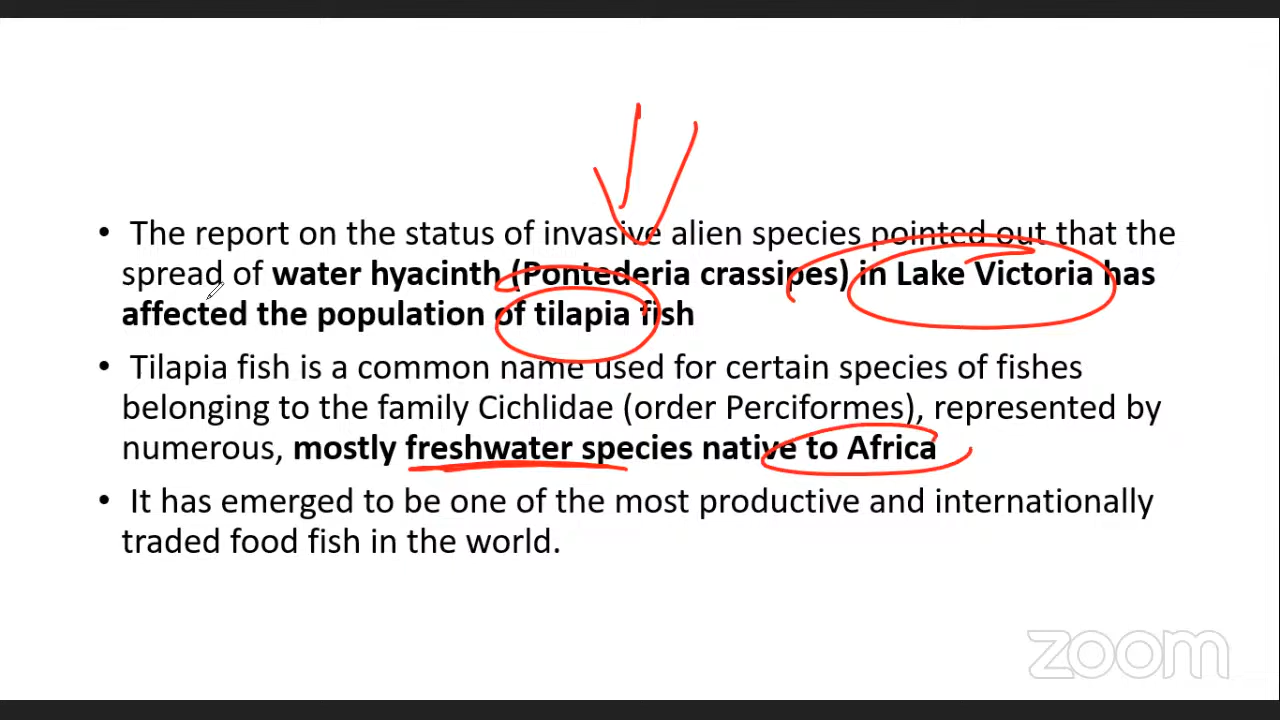 • The report on the status of invasive alien species pointed out that the
spread of water hyacinth (Pontederia crassipes) in Lake Victoria has
affected the population of tilapia fish
• Tilapia fish is a common name used for certain species of fishes
belonging to the family Cichlidae (order Perciformes), represented by
numerous, mostly freshwater species native to Africa
• It has emerged to be one of the most productive and internationally
traded food fish in the world.
zoom